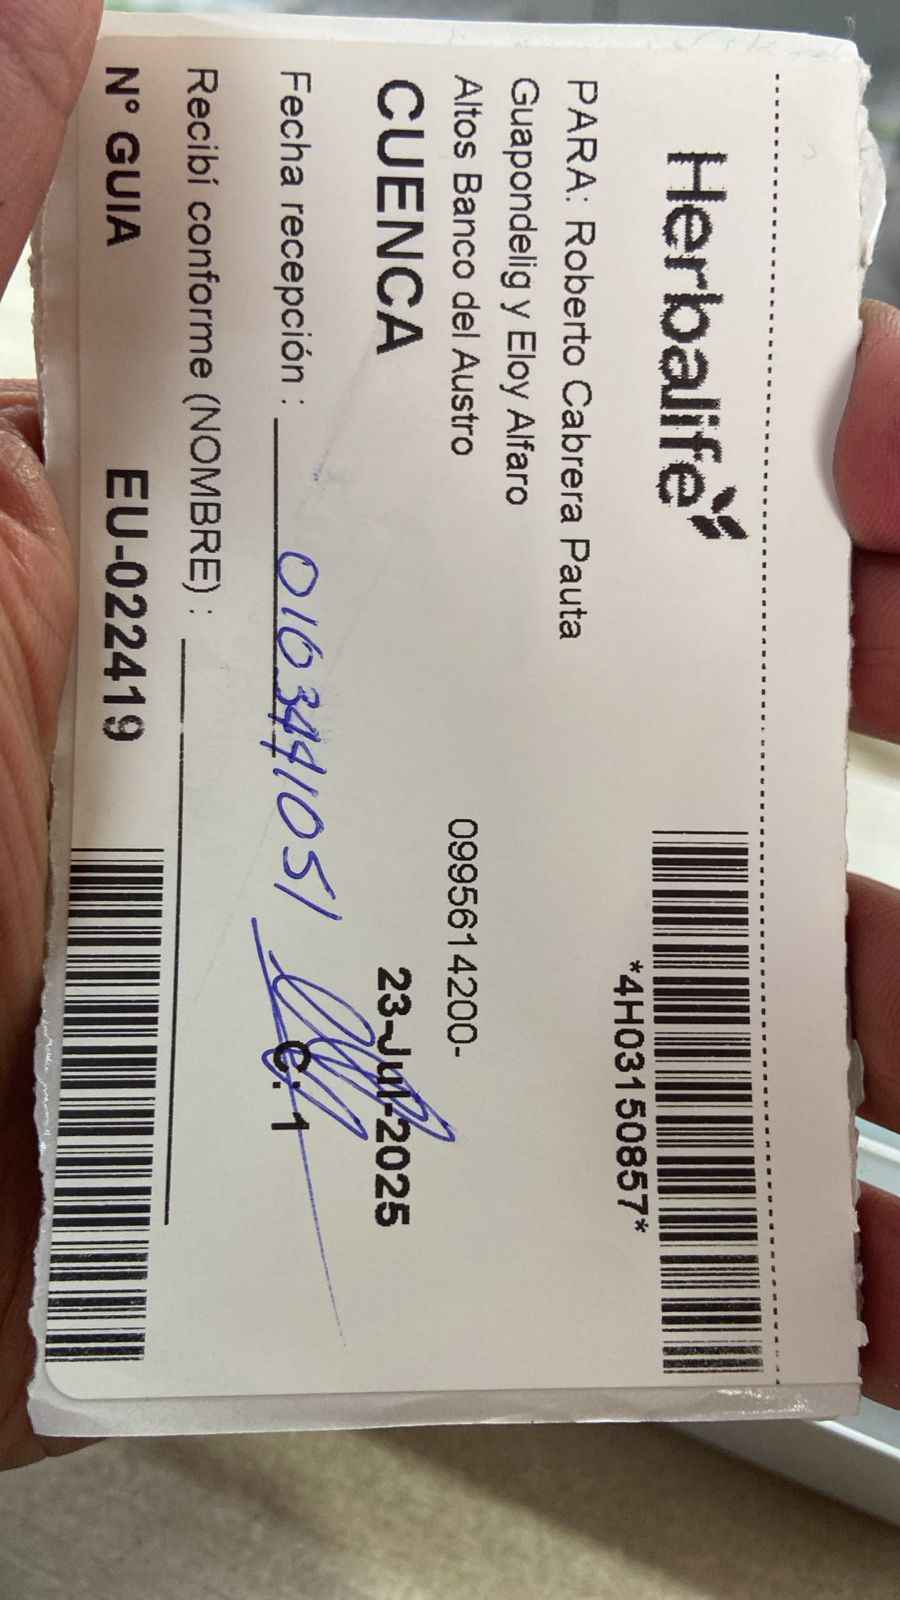 Herbalife
*4H03150857*
PARA: Roberto Cabrera Pauta
Guapondelig y Eloy Alfaro
Altos Banco del Austro
0995614200-
CUENCA
23-Jul-2025
Fecha recepción :
0103441051
C: 1
Recibí conforme (NOMBRE) :
N° GUIA EU-022419